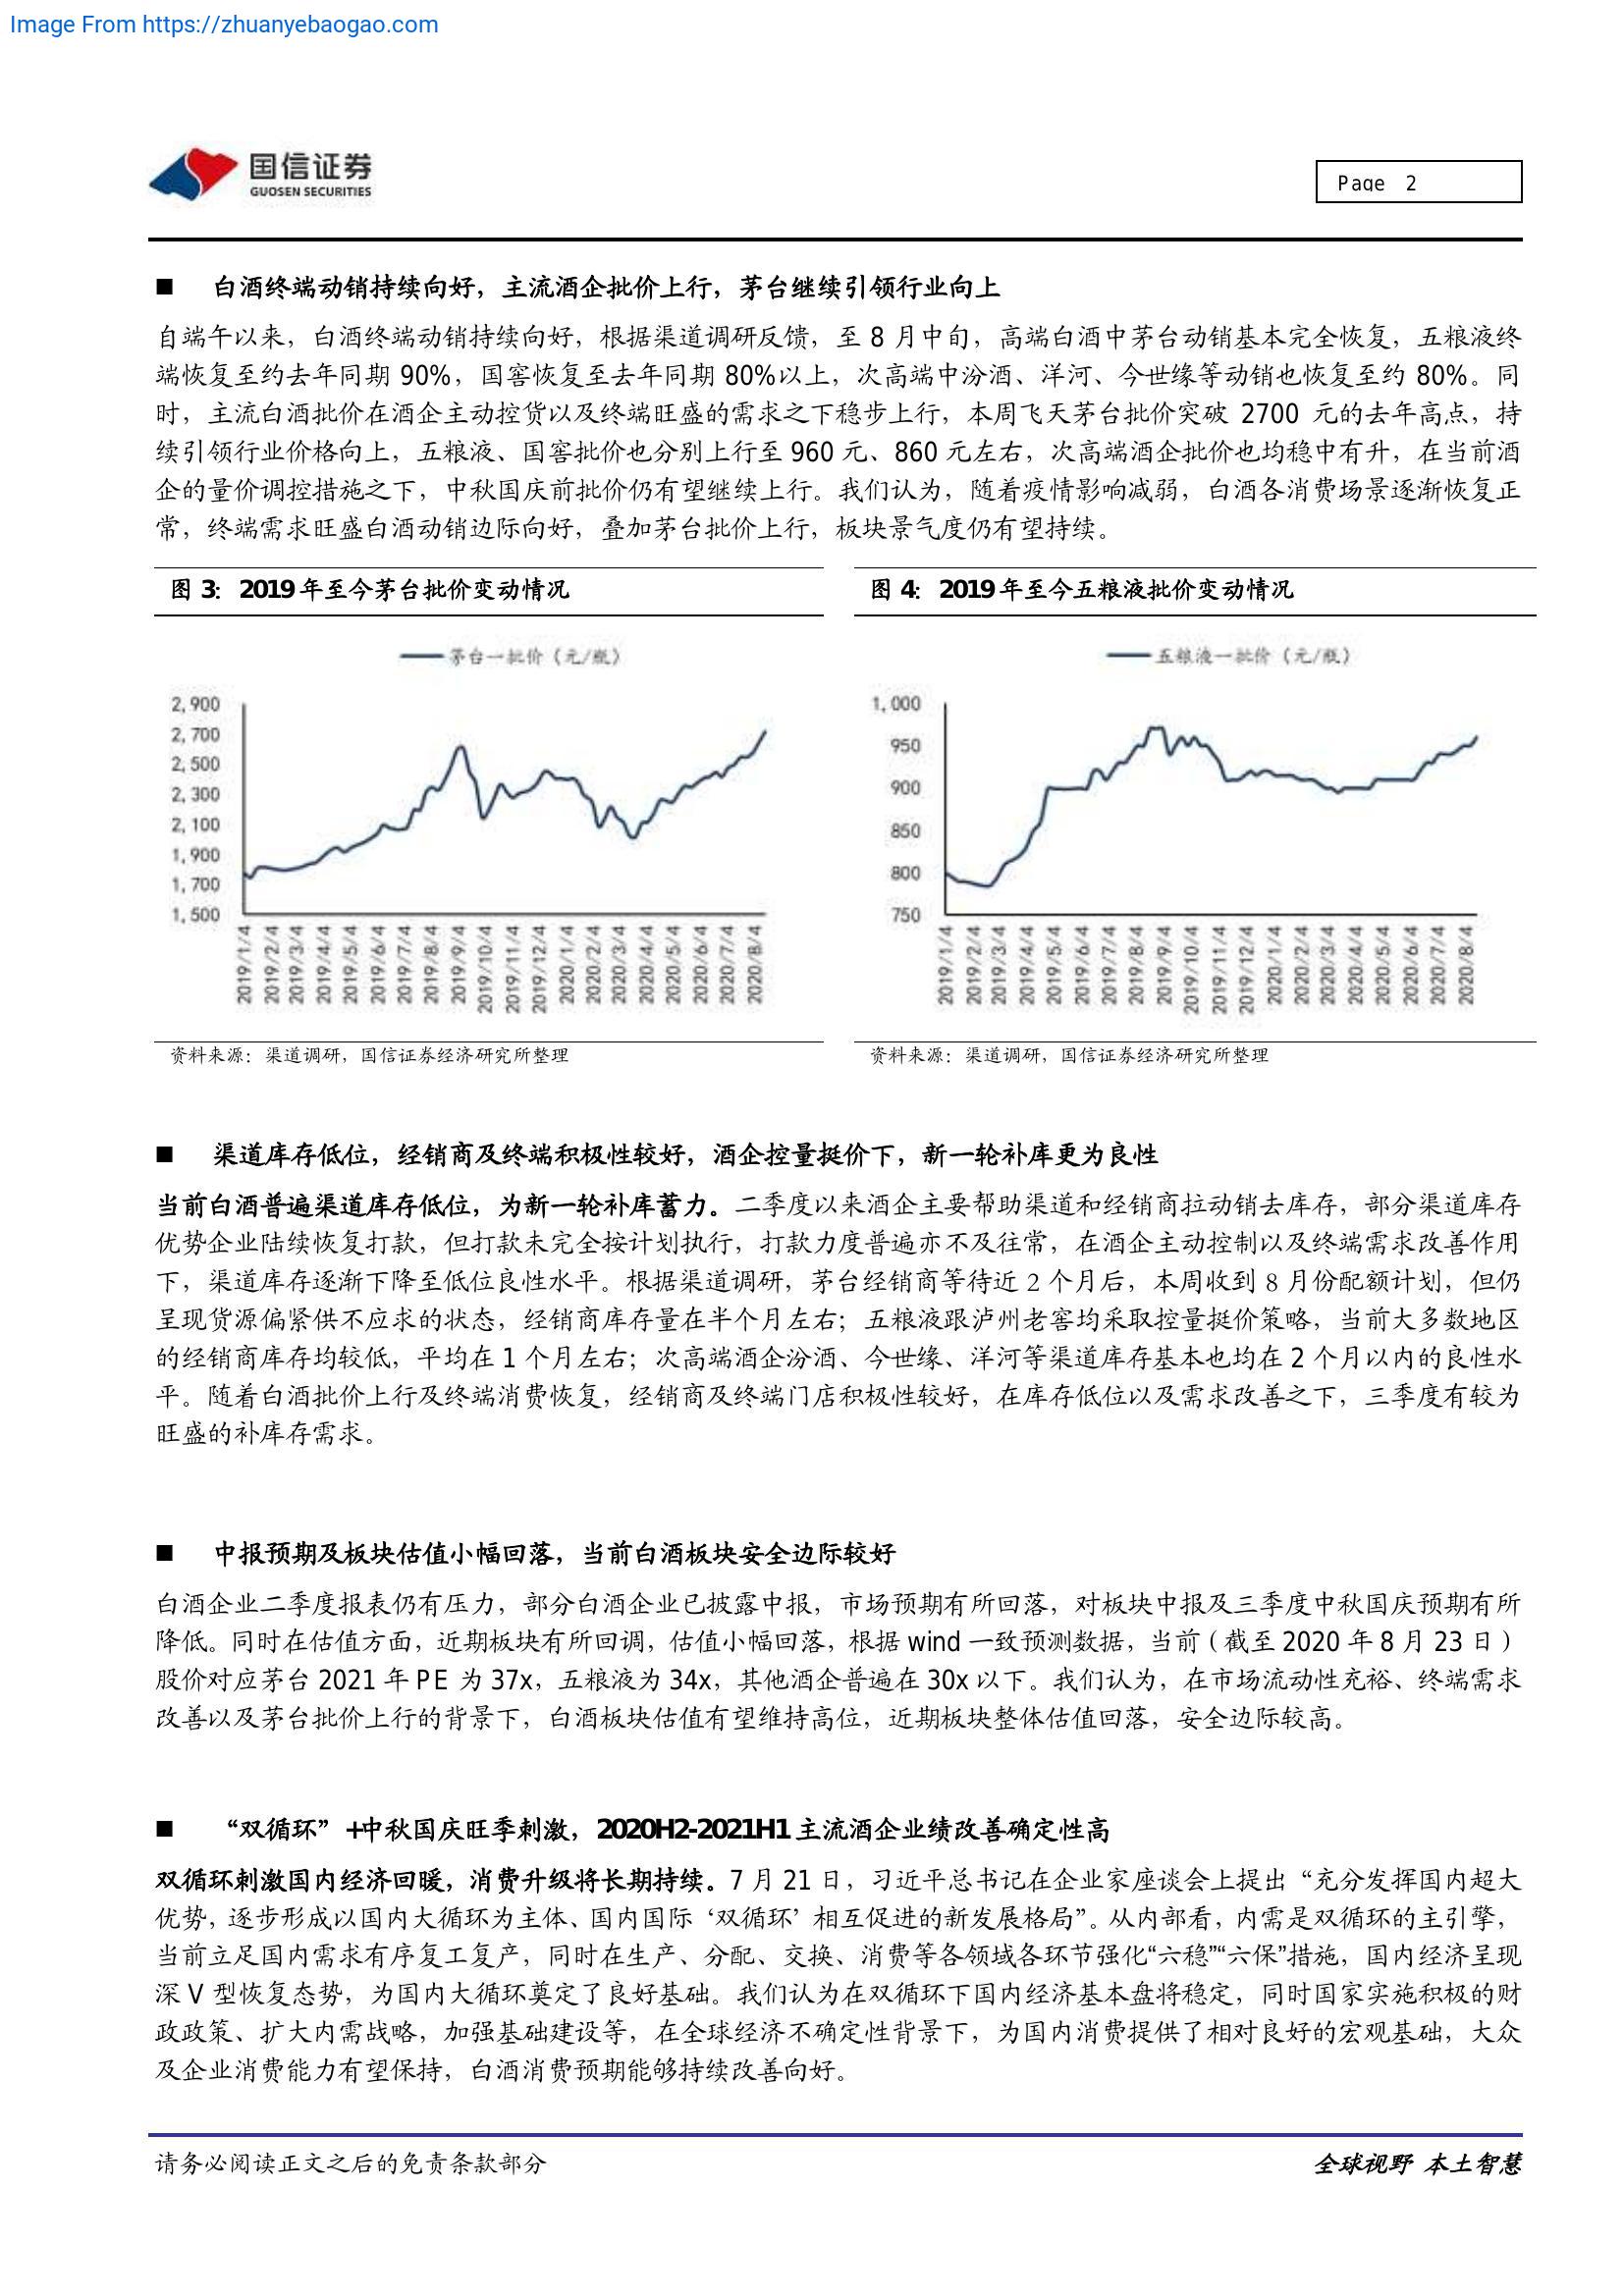 Image From https://zhuanyebaogao.com
国信证券
GUOSEN SECURITIES
Page 2
■ 白酒终端动销持续向好，主流酒企批价上行，茅台继续引领行业向上
自端午以来，白酒终端动销持续向好，根据渠道调研反馈，至 8 月中旬，高端白酒中茅台动销基本完全恢复，五粮液终
端恢复至约去年同期 90%，国窖恢复至去年同期 80%以上，次高端中汾酒、洋河、今世缘等动销也恢复至约 80%。同
时，主流白酒批价在酒企主动控货以及终端旺盛的需求之下稳步上行，本周飞天茅台批价突破 2700 元的去年高点，持
续引领行业价格向上，五粮液、国窖批价也分别上行至 960 元、860 元左右，次高端酒企批价也均稳中有升，在当前酒
企的量价调控措施之下，中秋国庆前批价仍有望继续上行。我们认为，随着疫情影响减弱，白酒各消费场景逐渐恢复正
常，终端需求旺盛白酒动销边际向好，叠加茅台批价上行，板块景气度仍有望持续。
图 3：2019 年至今茅台批价变动情况
茅台一批价（元/瓶）
2,900
2,700
2,500
2,300
2,100
1,900
1,700
1,500
2019/1/4 2019/2/4 2019/3/4 2019/4/4 2019/5/4 2019/6/4 2019/7/4 2019/8/4 2019/9/4 2019/10/4 2019/11/4 2019/12/4 2020/1/4 2020/2/4 2020/3/4 2020/4/4 2020/5/4 2020/6/4 2020/7/4 2020/8/4
资料来源：渠道调研，国信证券经济研究所整理
图 4：2019 年至今五粮液批价变动情况
五粮液一批价（元/瓶）
1,000
950
900
850
800
750
2019/1/4 2019/2/4 2019/3/4 2019/4/4 2019/5/4 2019/6/4 2019/7/4 2019/8/4 2019/9/4 2019/10/4 2019/11/4 2019/12/4 2020/1/4 2020/2/4 2020/3/4 2020/4/4 2020/5/4 2020/6/4 2020/7/4 2020/8/4
资料来源：渠道调研，国信证券经济研究所整理
■ 渠道库存低位，经销商及终端积极性较好，酒企控量挺价下，新一轮补库更为良性
当前白酒普遍渠道库存低位，为新一轮补库蓄力。二季度以来酒企主要帮助渠道和经销商拉动销去库存，部分渠道库存
优势企业陆续恢复打款，但打款未完全按计划执行，打款力度普遍亦不及往常，在酒企主动控制以及终端需求改善作用
下，渠道库存逐渐下降至低位良性水平。根据渠道调研，茅台经销商等待近 2 个月后，本周收到 8 月份配额计划，但仍
呈现货源偏紧供不应求的状态，经销商库存量在半个月左右；五粮液跟泸州老窖均采取控量挺价策略，当前大多数地区
的经销商库存均较低，平均在 1 个月左右；次高端酒企汾酒、今世缘、洋河等渠道库存基本也均在 2 个月以内的良性水
平。随着白酒批价上行及终端消费恢复，经销商及终端门店积极性较好，在库存低位以及需求改善之下，三季度有较为
旺盛的补库存需求。
■ 中报预期及板块估值小幅回落，当前白酒板块安全边际较好
白酒企业二季度报表仍有压力，部分白酒企业已披露中报，市场预期有所回落，对板块中报及三季度中秋国庆预期有所
降低。同时在估值方面，近期板块有所回调，估值小幅回落，根据 wind 一致预测数据，当前（截至 2020 年 8 月 23 日）
股价对应茅台 2021 年 PE 为 37x，五粮液为 34x，其他酒企普遍在 30x 以下。我们认为，在市场流动性充裕、终端需求
改善以及茅台批价上行的背景下，白酒板块估值有望维持高位，近期板块整体估值回落，安全边际较高。
■ “双循环”+中秋国庆旺季刺激，2020H2-2021H1 主流酒企业绩改善确定性高
双循环刺激国内经济回暖，消费升级将长期持续。7 月 21 日，习近平总书记在企业家座谈会上提出“充分发挥国内超大
优势，逐步形成以国内大循环为主体、国内国际‘双循环’相互促进的新发展格局”。从内部看，内需是双循环的主引擎，
当前立足国内需求有序复工复产，同时在生产、分配、交换、消费等各领域各环节强化“六稳”“六保”措施，国内经济呈现
深 V 型恢复态势，为国内大循环奠定了良好基础。我们认为在双循环下国内经济基本盘将稳定，同时国家实施积极的财
政政策、扩大内需战略，加强基础建设等，在全球经济不确定性背景下，为国内消费提供了相对良好的宏观基础，大众
及企业消费能力有望保持，白酒消费预期能够持续改善向好。
请务必阅读正文之后的免责条款部分
全球视野 本土智慧